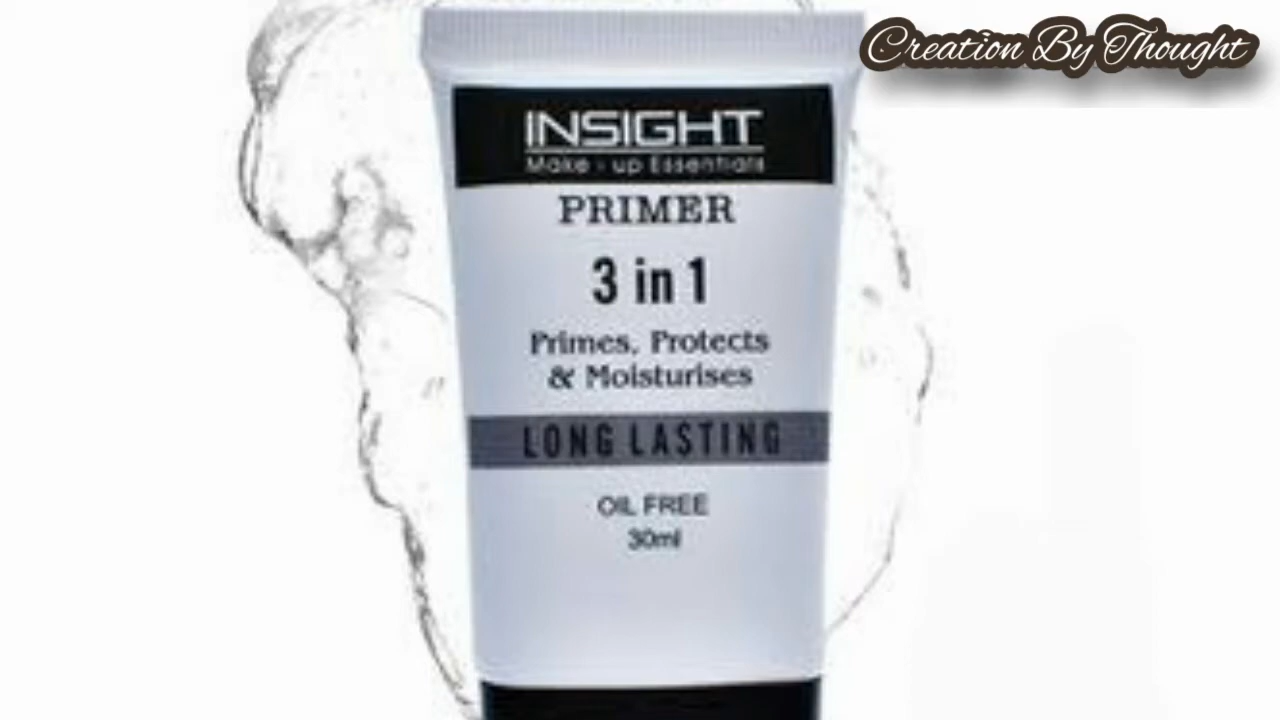 Creation By Thought
INSIGHT
Make-up Essentials
PRIMER
3 in 1
Primes, Protects
& Moisturises
LONG LASTING
OIL FREE
30ml